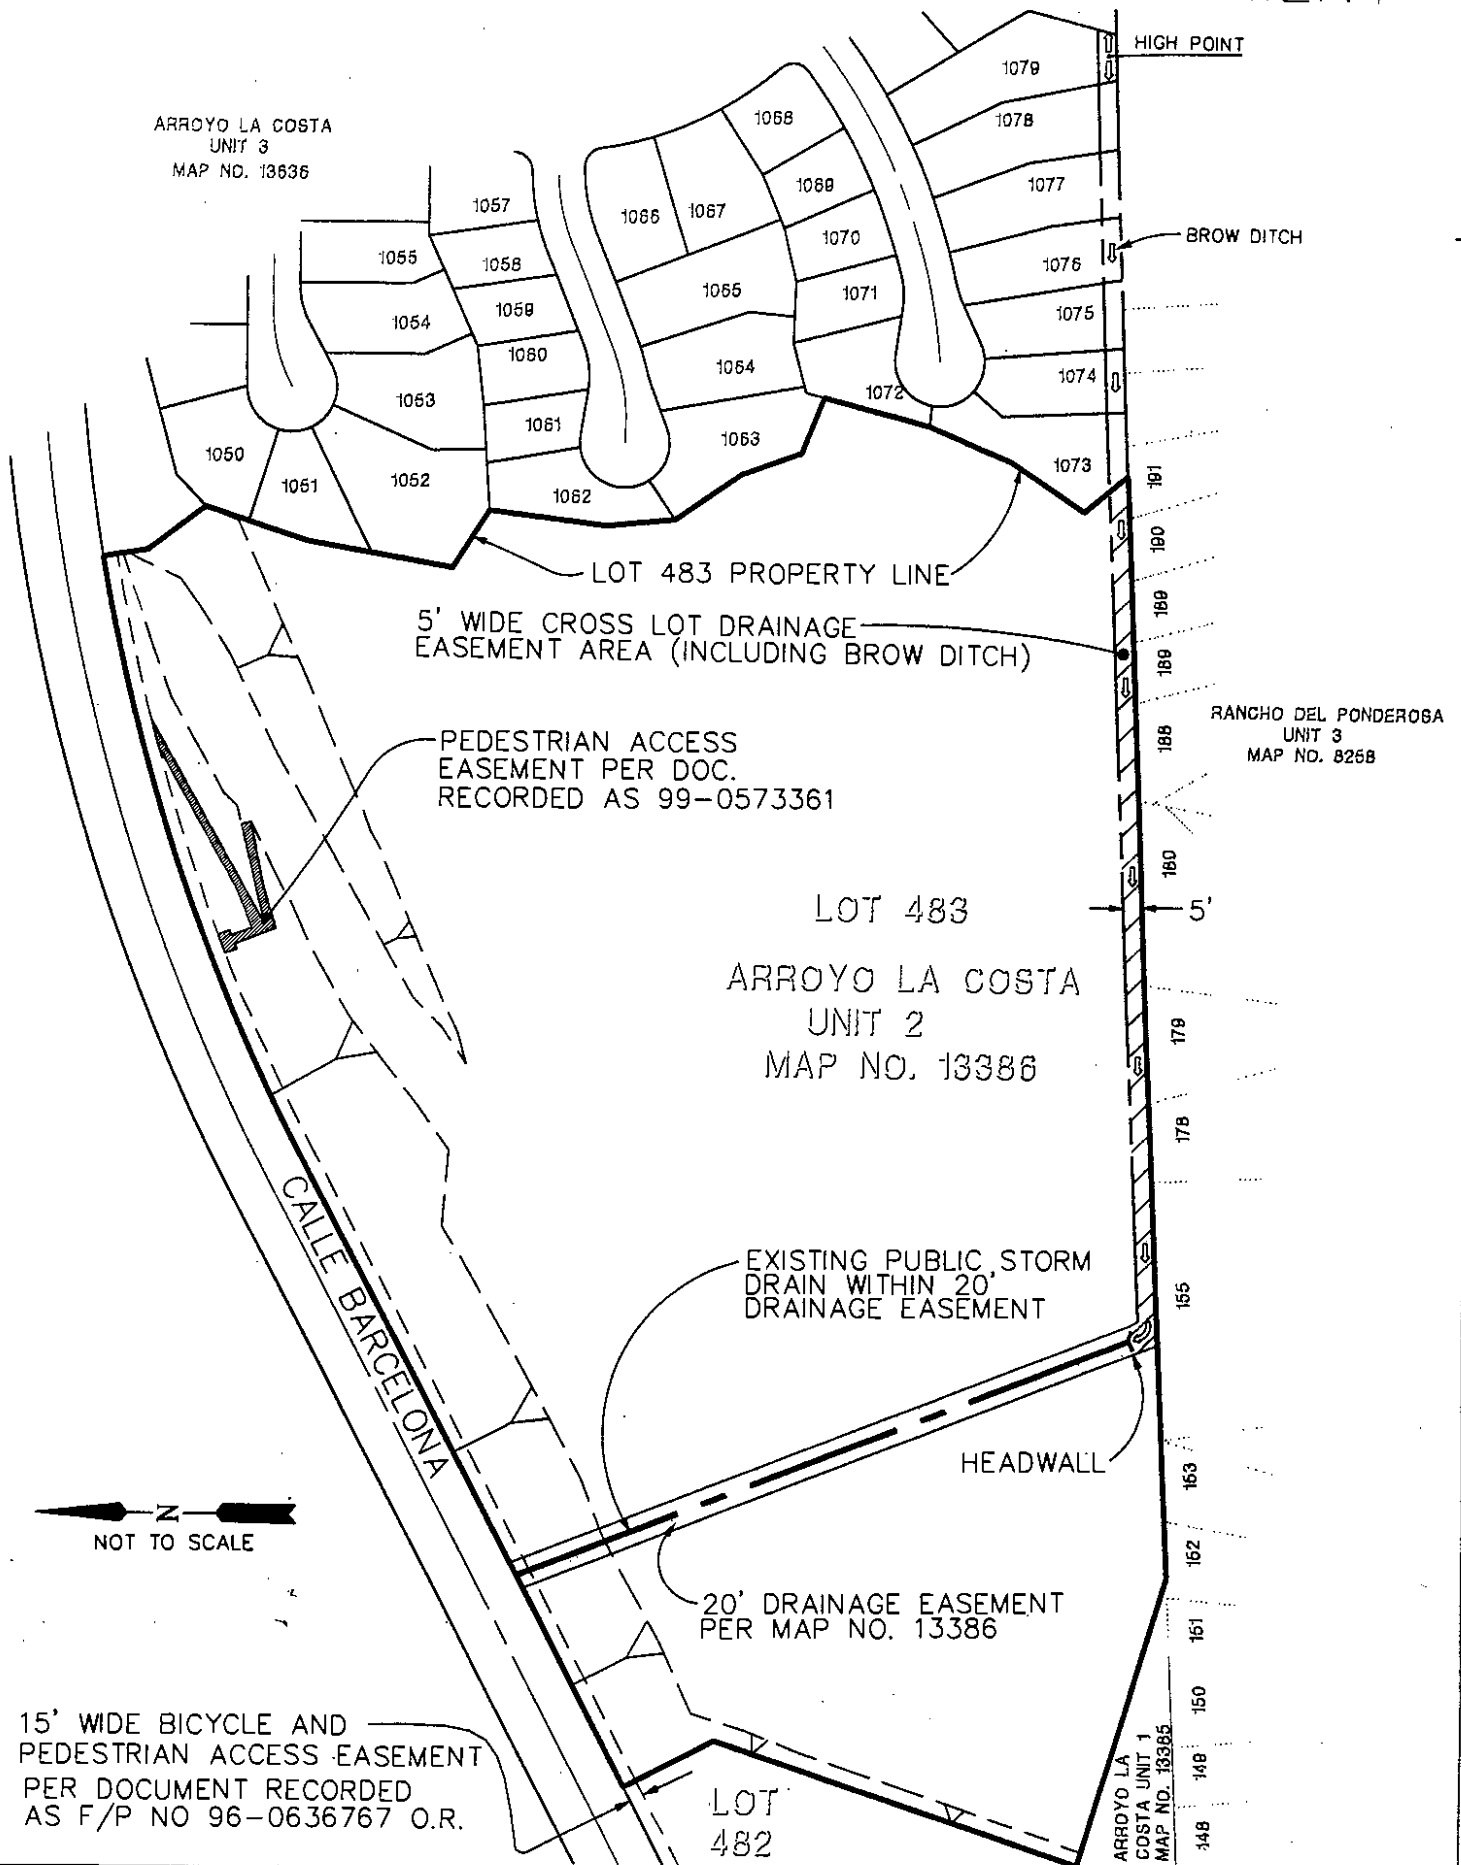 HIGH POINT
ARROYO LA COSTA
UNIT 3
MAP NO. 13636
1079
1068
1078
1069
1077
1057
1066
1067
1070
BROW DITCH
1055
1058
1076
1065
1071
1054
1059
1075
1060
1064
1074
1053
1072
1061
1063
1050
1052
1073
1051
1062
191
190
LOT 483 PROPERTY LINE
189
5' WIDE CROSS LOT DRAINAGE
EASEMENT AREA (INCLUDING BROW DITCH)
189
RANCHO DEL PONDEROSA
UNIT 3
MAP NO. 8268
188
PEDESTRIAN ACCESS
EASEMENT PER DOC.
RECORDED AS 99-0573361
180
LOT 483
5'
ARROYO LA COSTA
UNIT 2
MAP NO. 13386
179
178
CALLE BARCELONA
EXISTING PUBLIC STORM
DRAIN WITHIN 20'
DRAINAGE EASEMENT
155
HEADWALL
163
N
NOT TO SCALE
162
20' DRAINAGE EASEMENT
PER MAP NO. 13386
161
150
15' WIDE BICYCLE AND
PEDESTRIAN ACCESS EASEMENT
PER DOCUMENT RECORDED
AS F/P NO 96-0636767 O.R.
149
LOT
482
ARROYO LA
COSTA UNIT 1
MAP NO. 13385
148